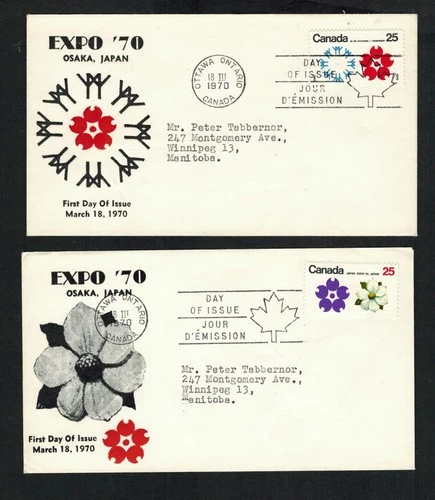 EXPO '70
OSAKA, JAPAN
First Day Of Issue
March 18, 1970
OTTAWA ONTARIO
18 III
1970
CANADA
DAY
OF ISSUE
JOUR
D'ÉMISSION
Canada 25
Mr. Peter Tabbernor,
247 Montgomery Ave.,
Winnipeg 13,
Manitoba.
EXPO '70
OSAKA, JAPAN
OTTAWA ONTARIO
18 III
1970
CANADA
First Day Of Issue
March 18, 1970
DAY
OF ISSUE
JOUR
D'ÉMISSION
Canada 25
Mr. Peter Tabbernor,
247 Montgomery Ave.,
Winnipeg 13,
Manitoba.